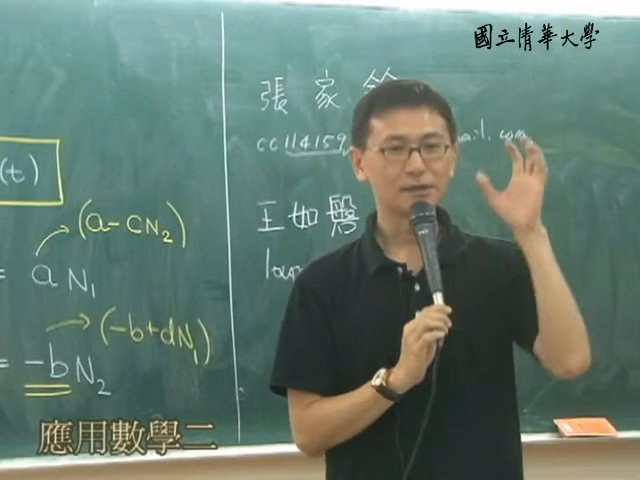 國立清華大學
張家
cc114159
ail.com
王如磐
(t)
(a-cN₂)
= aN₁
(-b+dN₁)
= -bN₂
應用數學二